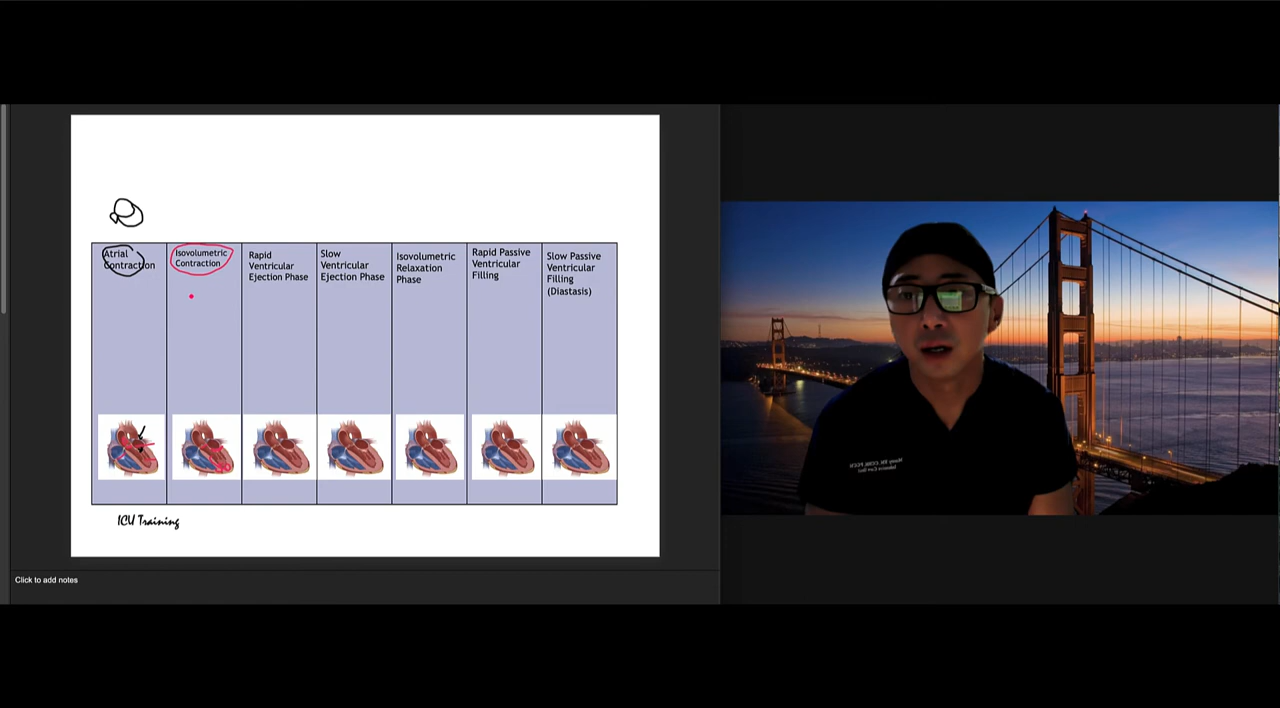 Atrial
Contraction
Isovolumetric
Contraction
Rapid
Ventricular
Ejection Phase
Slow
Ventricular
Ejection Phase
Isovolumetric
Relaxation
Phase
Rapid Passive
Ventricular
Filling
Slow Passive
Ventricular
Filling
(Diastasis)
ICU Training
Click to add notes